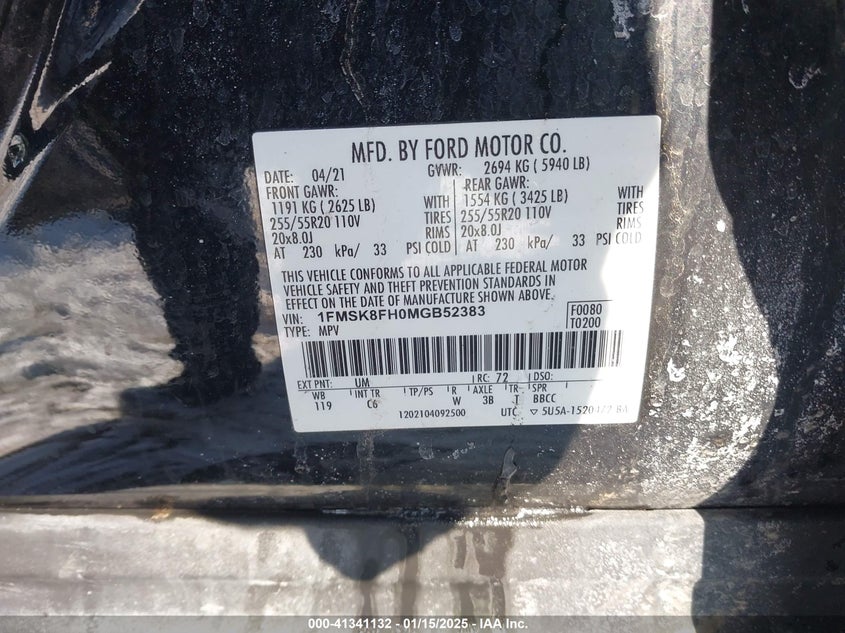 MFD. BY FORD MOTOR CO.
DATE: 04/21 GVWR: 2694 KG ( 5940 LB)
FRONT GAWR: REAR GAWR:
1191 KG ( 2625 LB) WITH 1554 KG ( 3425 LB) WITH
255/55R20 110V TIRES 255/55R20 110V TIRES
20x8.0J RIMS 20x8.0J RIMS
AT 230 kPa/ 33 PSI COLD AT 230 kPa/ 33 PSI COLD
THIS VEHICLE CONFORMS TO ALL APPLICABLE FEDERAL MOTOR
VEHICLE SAFETY AND THEFT PREVENTION STANDARDS IN
EFFECT ON THE DATE OF MANUFACTURE SHOWN ABOVE.
VIN: 1FMSK8FH0MGB52383 F0080
TYPE: MPV T0200
EXT PNT: UM RC: 72 DSO:
WB INT TR TP/PS R AXLE TR SPR
119 C6 W 3B T BBCC
1202104092500 UTC ▽ 5U5A-1520472-BA
000-41341132 - 01/15/2025 - www.iaai.com